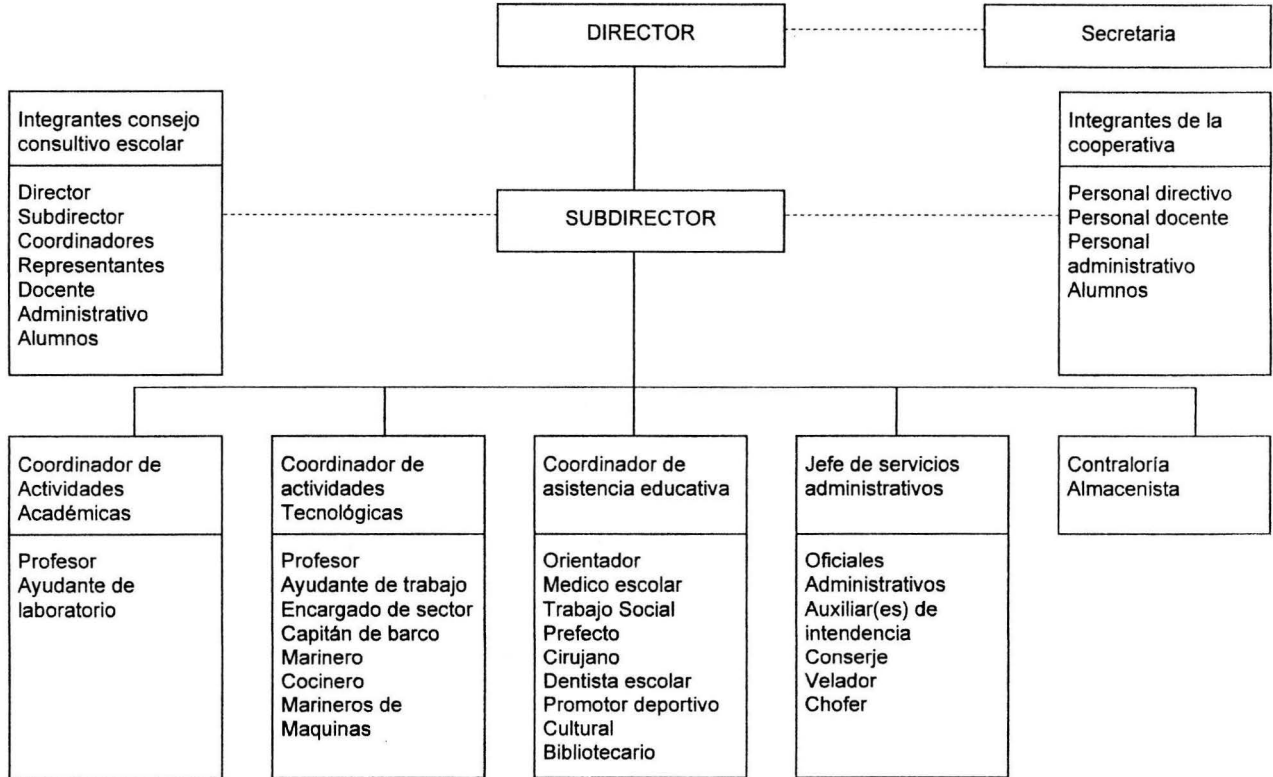 DIRECTOR
Secretaria
Integrantes consejo
consultivo escolar
Director
Subdirector
Coordinadores
Representantes
Docente
Administrativo
Alumnos
SUBDIRECTOR
Integrantes de la
cooperativa
Personal directivo
Personal docente
Personal
administrativo
Alumnos
Coordinador de
Actividades
Académicas
Profesor
Ayudante de
laboratorio
Coordinador de
actividades
Tecnológicas
Profesor
Ayudante de trabajo
Encargado de sector
Capitán de barco
Marinero
Cocinero
Marineros de
Maquinas
Coordinador de
asistencia educativa
Orientador
Medico escolar
Trabajo Social
Prefecto
Cirujano
Dentista escolar
Promotor deportivo
Cultural
Bibliotecario
Jefe de servicios
administrativos
Oficiales
Administrativos
Auxiliar(es) de
intendencia
Conserje
Velador
Chofer
Contraloría
Almacenista